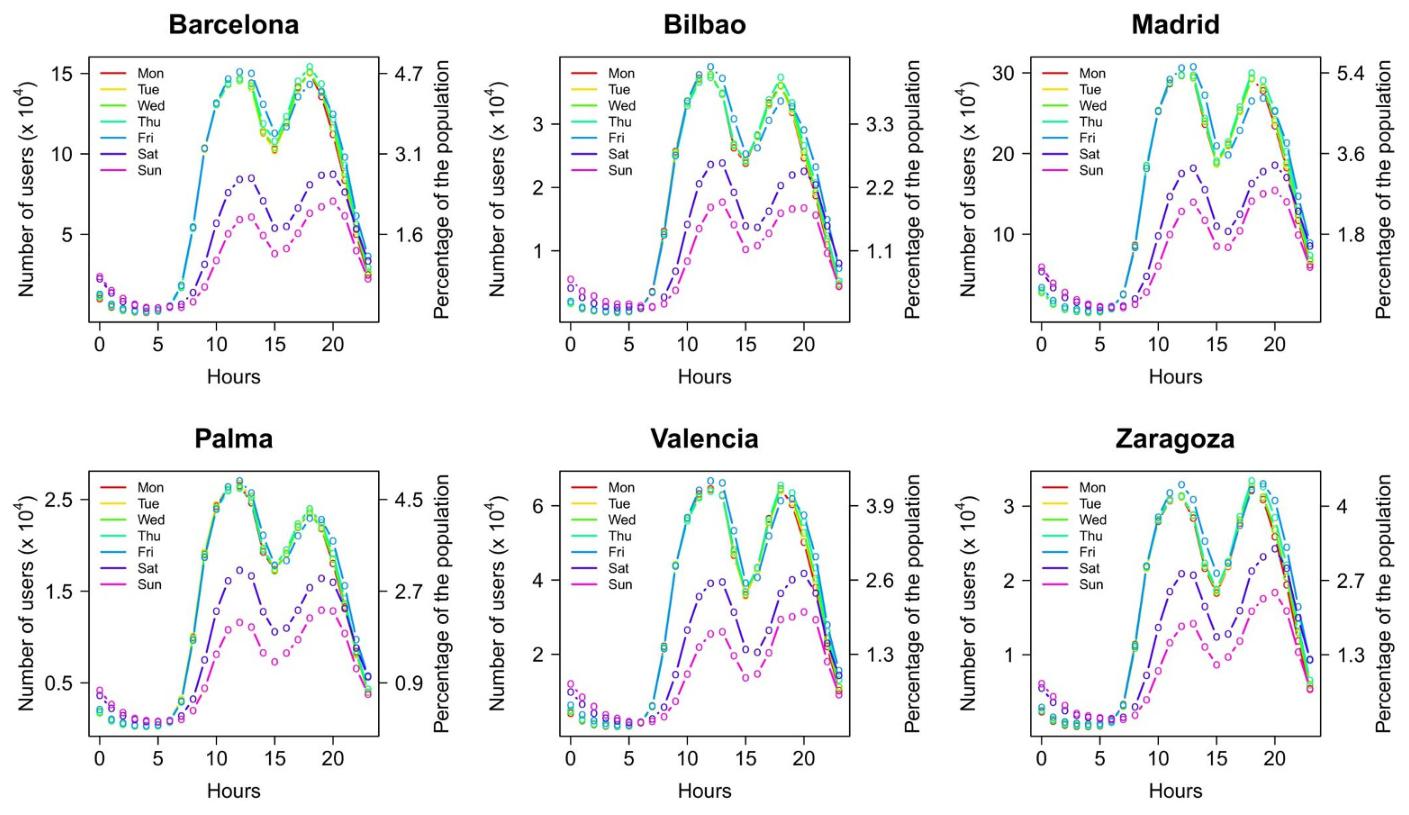 Barcelona
Number of users (x 10^4)
15
10
5
Mon
Tue
Wed
Thu
Fri
Sat
Sun
4.7
3.1
1.6
Percentage of the population
0 5 10 15 20
Hours
Bilbao
Number of users (x 10^4)
3
2
1
Mon
Tue
Wed
Thu
Fri
Sat
Sun
3.3
2.2
1.1
Percentage of the population
0 5 10 15 20
Hours
Madrid
Number of users (x 10^4)
30
20
10
Mon
Tue
Wed
Thu
Fri
Sat
Sun
5.4
3.6
1.8
Percentage of the population
0 5 10 15 20
Hours
Palma
Number of users (x 10^4)
2.5
1.5
0.5
Mon
Tue
Wed
Thu
Fri
Sat
Sun
4.5
2.7
0.9
Percentage of the population
0 5 10 15 20
Hours
Valencia
Number of users (x 10^4)
6
4
2
Mon
Tue
Wed
Thu
Fri
Sat
Sun
3.9
2.6
1.3
Percentage of the population
0 5 10 15 20
Hours
Zaragoza
Number of users (x 10^4)
3
2
1
Mon
Tue
Wed
Thu
Fri
Sat
Sun
4
2.7
1.3
Percentage of the population
0 5 10 15 20
Hours